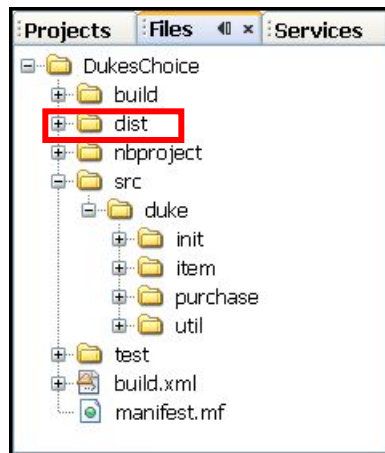 Projects Files × Services
DukesChoice
build
dist
nbproject
src
duke
init
item
purchase
util
test
build.xml
manifest.mf